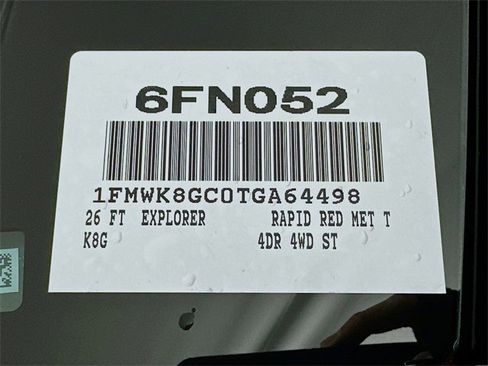 6FN052
1FMWK8GC0TGA64498
26 FT EXPLORER RAPID RED MET T
K8G 4DR 4WD ST